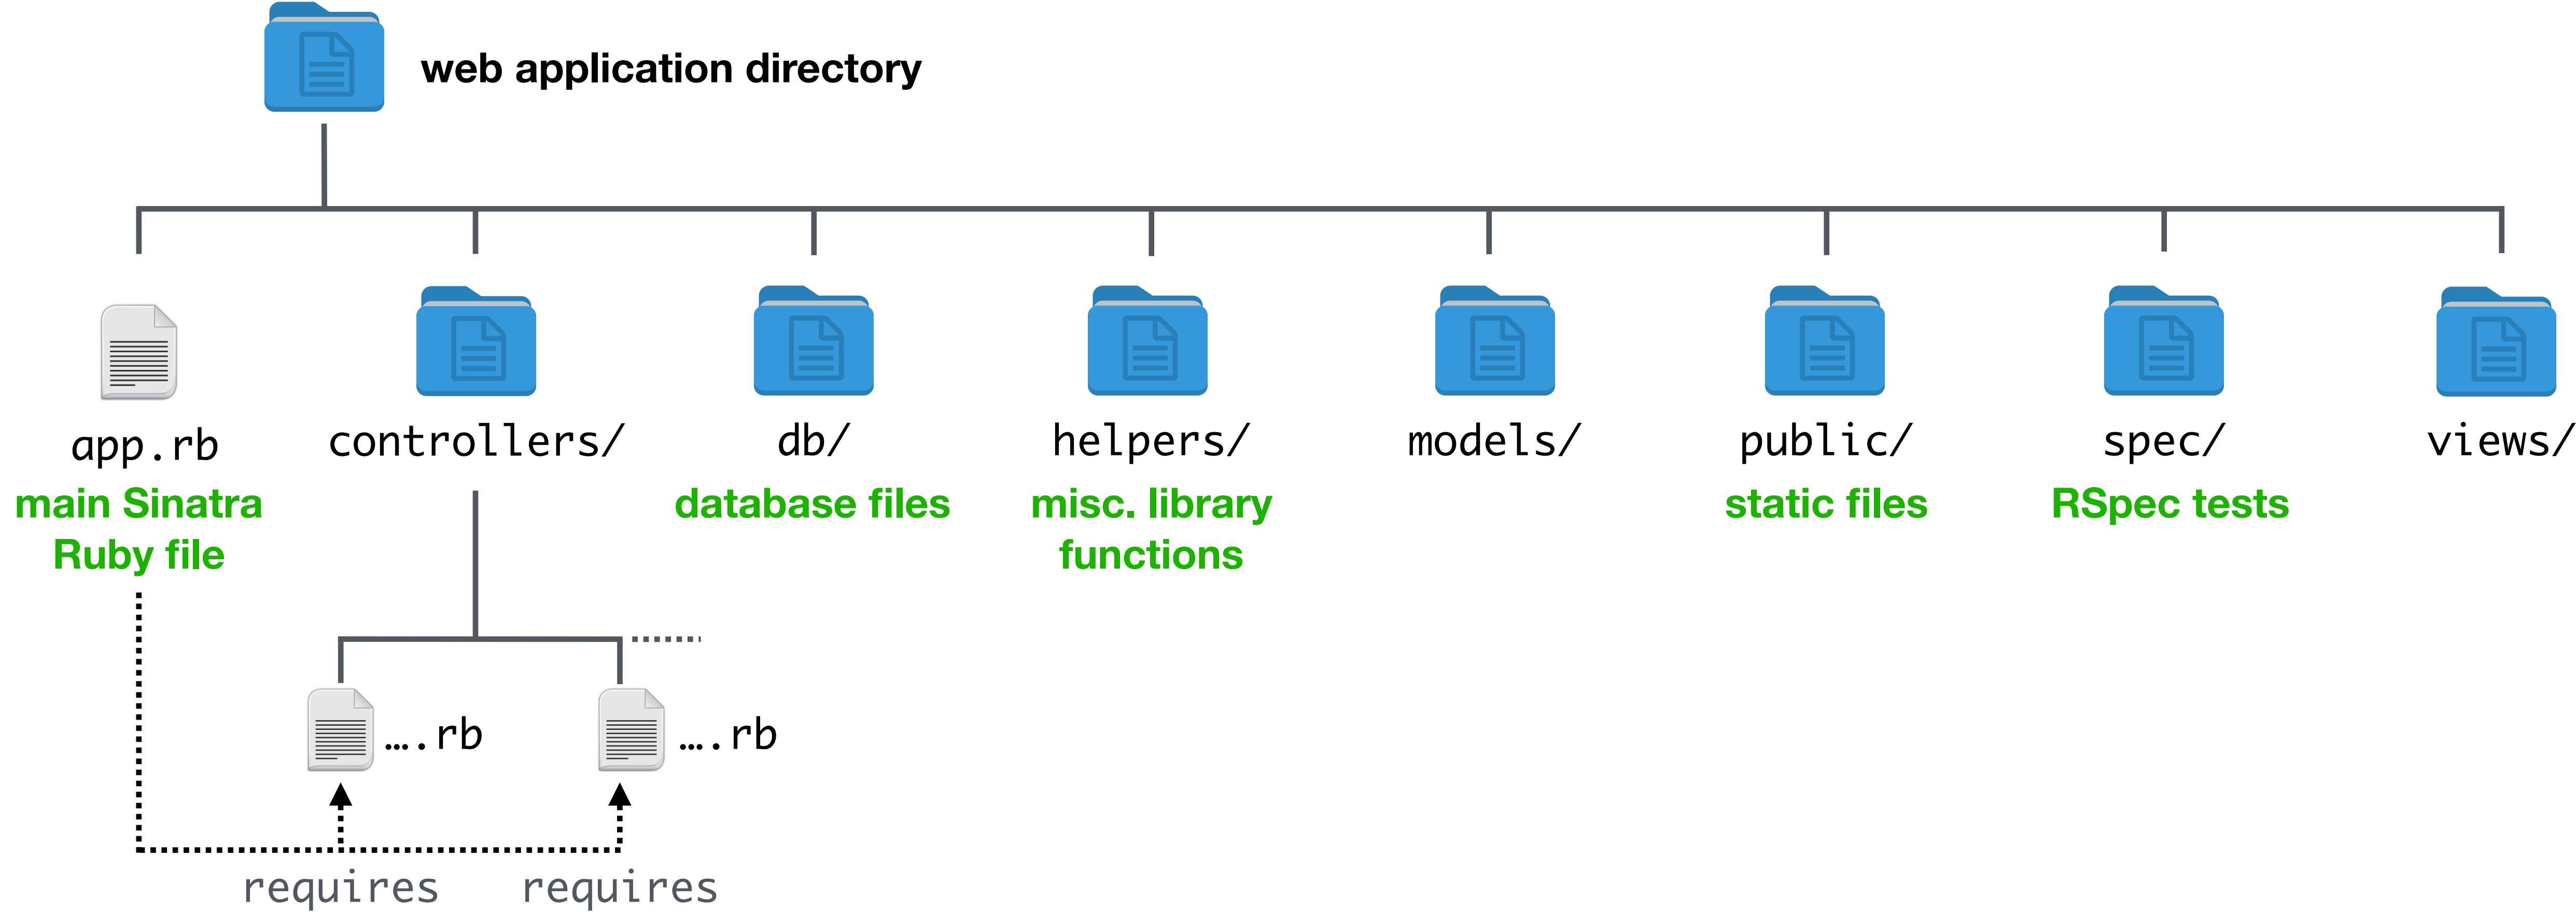 web application directory
app.rb
controllers/
db/
helpers/
models/
public/
spec/
views/
main Sinatra
Ruby file
database files
misc. library
functions
static files
RSpec tests
….rb
….rb
requires
requires